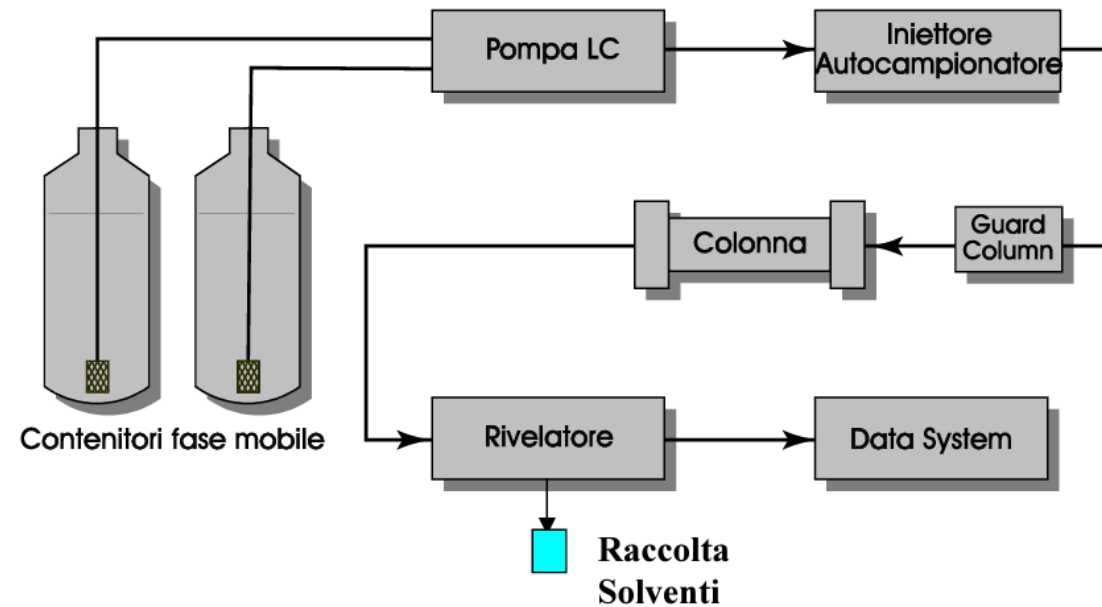 Pompa LC
Iniettore
Autocampionatore
Colonna
Guard
Column
Contenitori fase mobile
Rivelatore
Data System
Raccolta
Solventi